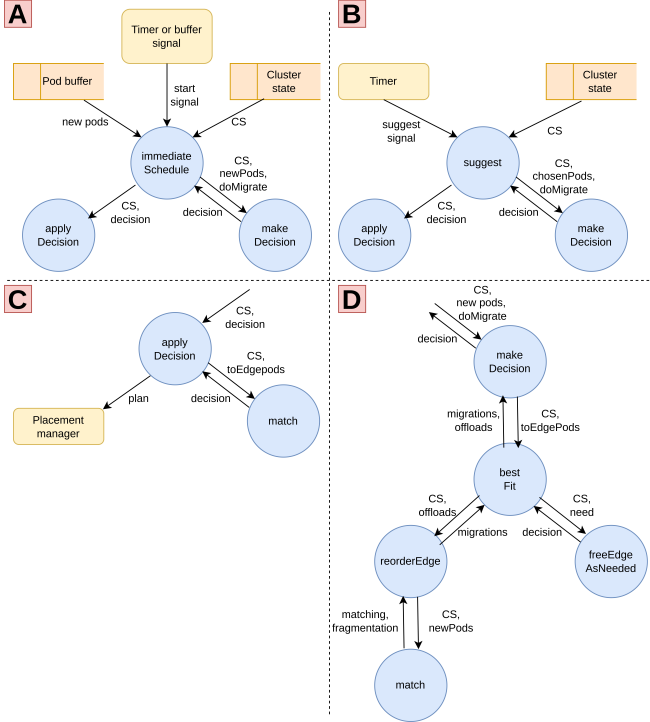 A
Timer or buffer
signal
Pod buffer
Cluster
state
start
signal
new pods
CS
immediate
Schedule
CS,
newPods,
doMigrate
CS,
decision
decision
apply
Decision
make
Decision
B
Timer
Cluster
state
suggest
signal
CS
suggest
CS,
chosenPods,
doMigrate
CS,
decision
decision
apply
Decision
make
Decision
C
CS,
decision
apply
Decision
CS,
toEdgepods
plan
decision
Placement
manager
match
D
CS,
new pods,
doMigrate
decision
make
Decision
migrations,
offloads
CS,
toEdgePods
best
Fit
CS,
offloads
migrations
CS,
need
decision
reorderEdge
freeEdge
AsNeeded
matching,
fragmentation
CS,
newPods
match